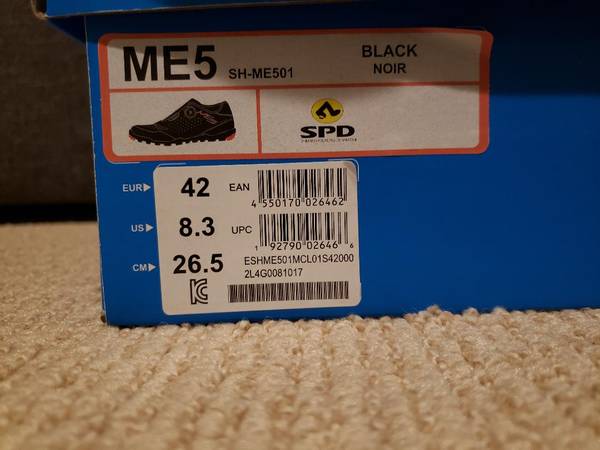 ME5 SH-ME501
BLACK
NOIR
SPD
EUR▶ 42 EAN
4 550170 026462
US▶ 8.3 UPC
1 92790 02646 6
CM▶ 26.5
ESHME501MCL01S42000
2L4G0081017